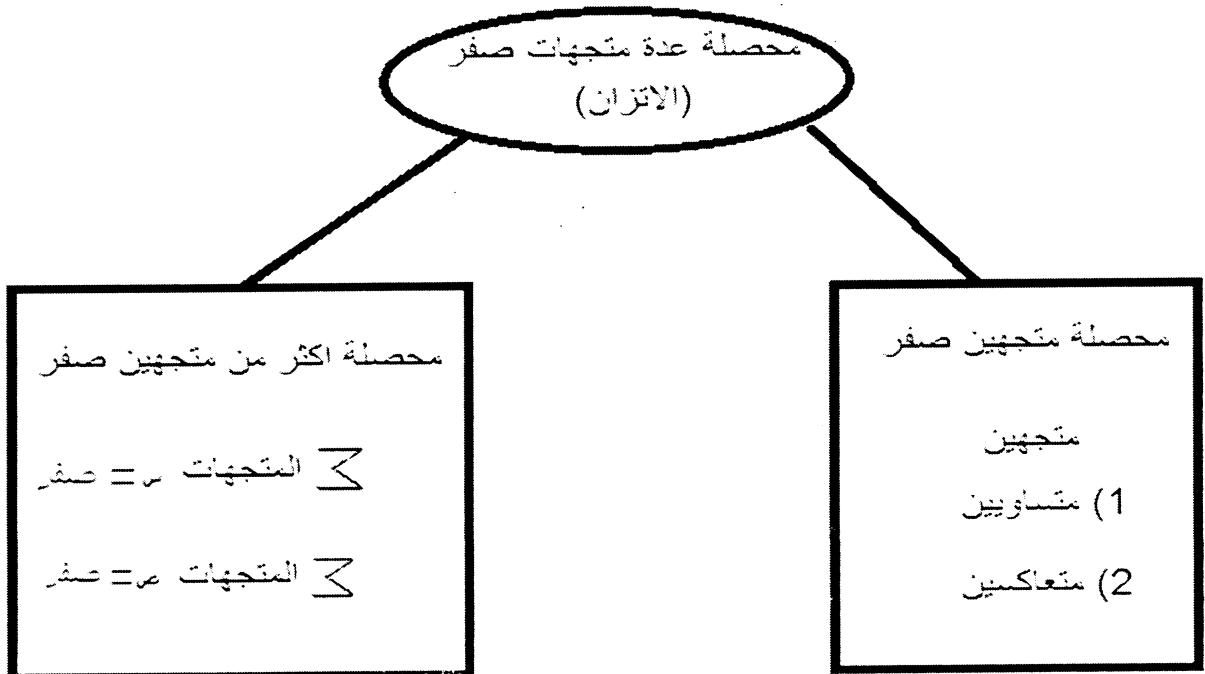 محصلة عدة متجهات صفر
(الاتزان)
محصلة متجهين صفر
متجهين
1) متساويين
2) متعاكسين
محصلة اكثر من متجهين صفر
∑ المتجهات س = صفر
∑ المتجهات ص = صفر